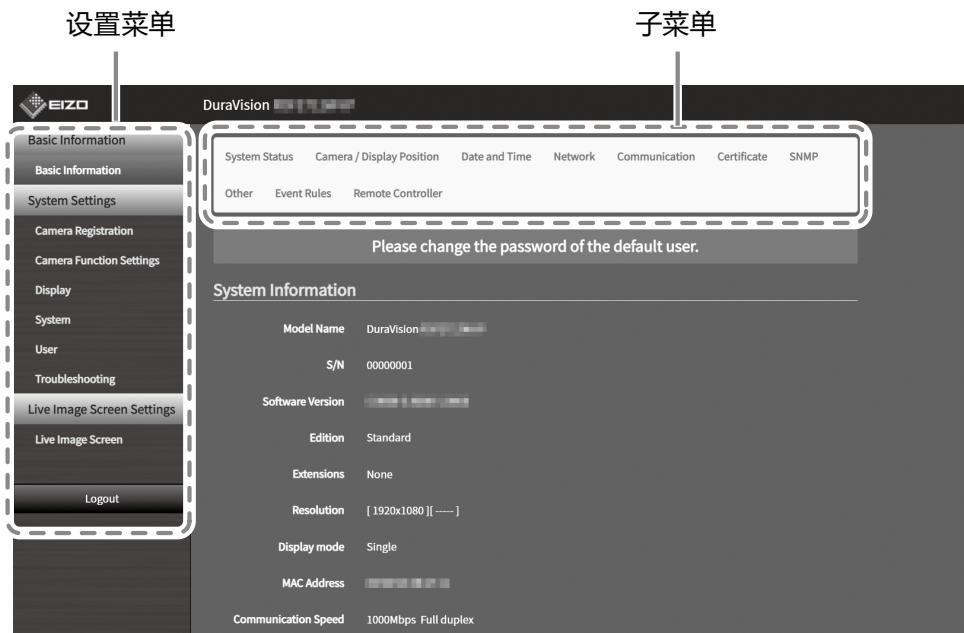 设置菜单
子菜单
EIZO
DuraVision
Basic Information
Basic Information
System Settings
Camera Registration
Camera Function Settings
Display
System
User
Troubleshooting
Live Image Screen Settings
Live Image Screen
Logout
System Status Camera / Display Position Date and Time Network Communication Certificate SNMP
Other Event Rules Remote Controller
Please change the password of the default user.
System Information
Model Name DuraVision
S/N 00000001
Software Version
Edition Standard
Extensions None
Resolution [ 1920x1080 ][ ----- ]
Display mode Single
MAC Address
Communication Speed 1000Mbps Full duplex